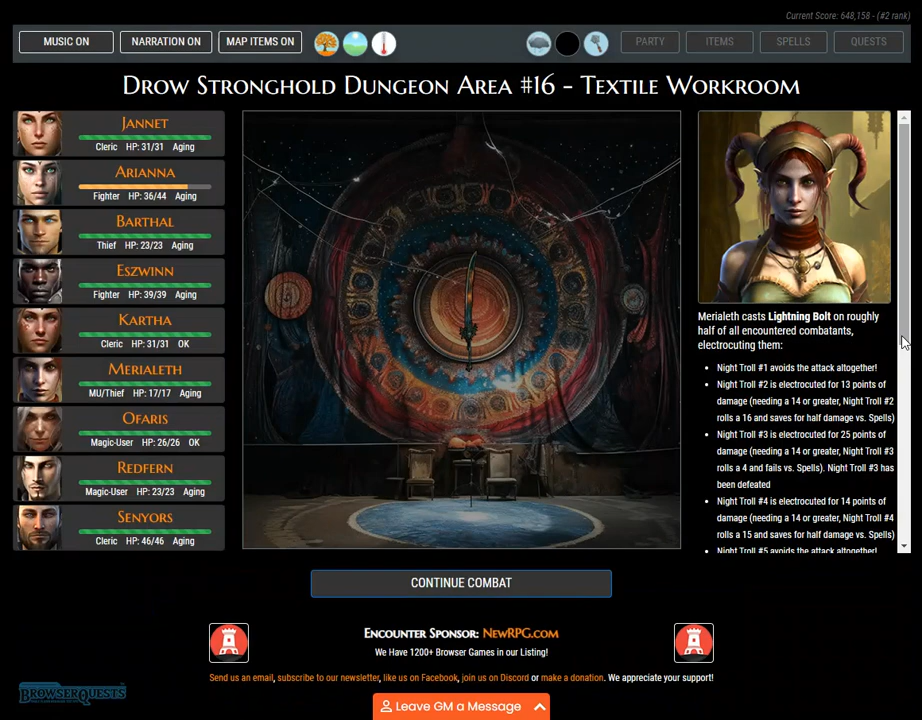 Current Score: 648,158 - (#2 rank)
MUSIC ON
NARRATION ON
MAP ITEMS ON
PARTY
ITEMS
SPELLS
QUESTS
Drow Stronghold Dungeon Area #16 - Textile Workroom
Jannet
Cleric HP: 31/31 Aging
Arianna
Fighter HP: 36/44 Aging
Barthal
Thief HP: 23/23 Aging
Eszwinn
Fighter HP: 39/39 Aging
Kartha
Cleric HP: 31/31 OK
Merialeth
MU/Thief HP: 17/17 Aging
Ofaris
Magic-User HP: 26/26 OK
Redfern
Magic-User HP: 23/23 Aging
Senyors
Cleric HP: 46/46 Aging
Merialeth casts Lightning Bolt on roughly
half of all encountered combatants,
electrocuting them:
Night Troll #1 avoids the attack altogether!
Night Troll #2 is electrocuted for 13 points of
damage (needing a 14 or greater, Night Troll #2
rolls a 16 and saves for half damage vs. Spells)
Night Troll #3 is electrocuted for 25 points of
damage (needing a 14 or greater, Night Troll #3
rolls a 4 and fails vs. Spells). Night Troll #3 has
been defeated
Night Troll #4 is electrocuted for 14 points of
damage (needing a 14 or greater, Night Troll #4
rolls a 15 and saves for half damage vs. Spells)
Night Troll #5 avoids the attack altogether!
CONTINUE COMBAT
Encounter Sponsor: NewRPG.com
We Have 1200+ Browser Games in our Listing!
Send us an email, subscribe to our newsletter, like us on Facebook, join us on Discord or make a donation. We appreciate your support!
BrowserQuests
Leave GM a Message